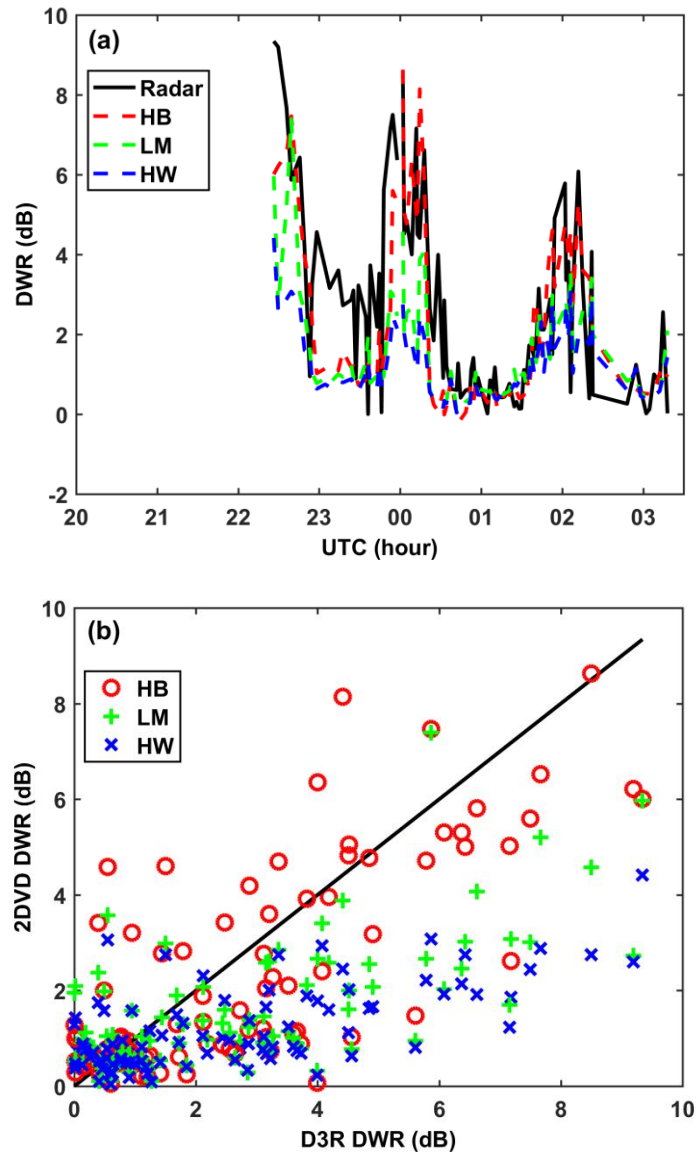 (a)
Radar
HB
LM
HW
10
8
6
4
2
0
-2
DWR (dB)
20 21 22 23 00 01 02 03
UTC (hour)
(b)
HB
LM
HW
10
8
6
4
2
0
2DVD DWR (dB)
0 2 4 6 8 10
D3R DWR (dB)